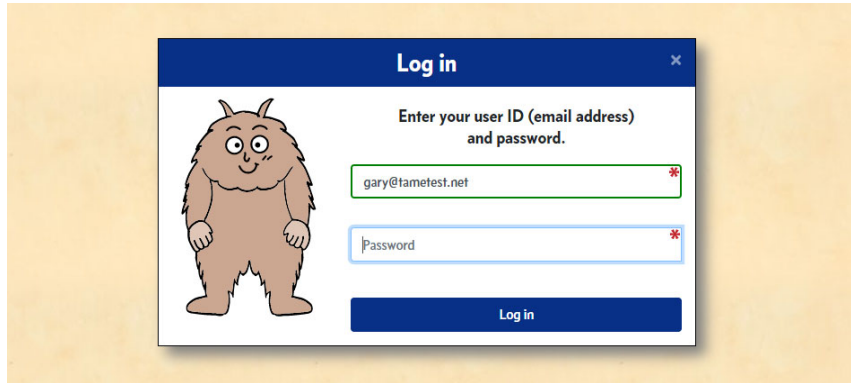 Log in
×
Enter your user ID (email address)
and password.
gary@tametest.net
*
Password
*
Log in